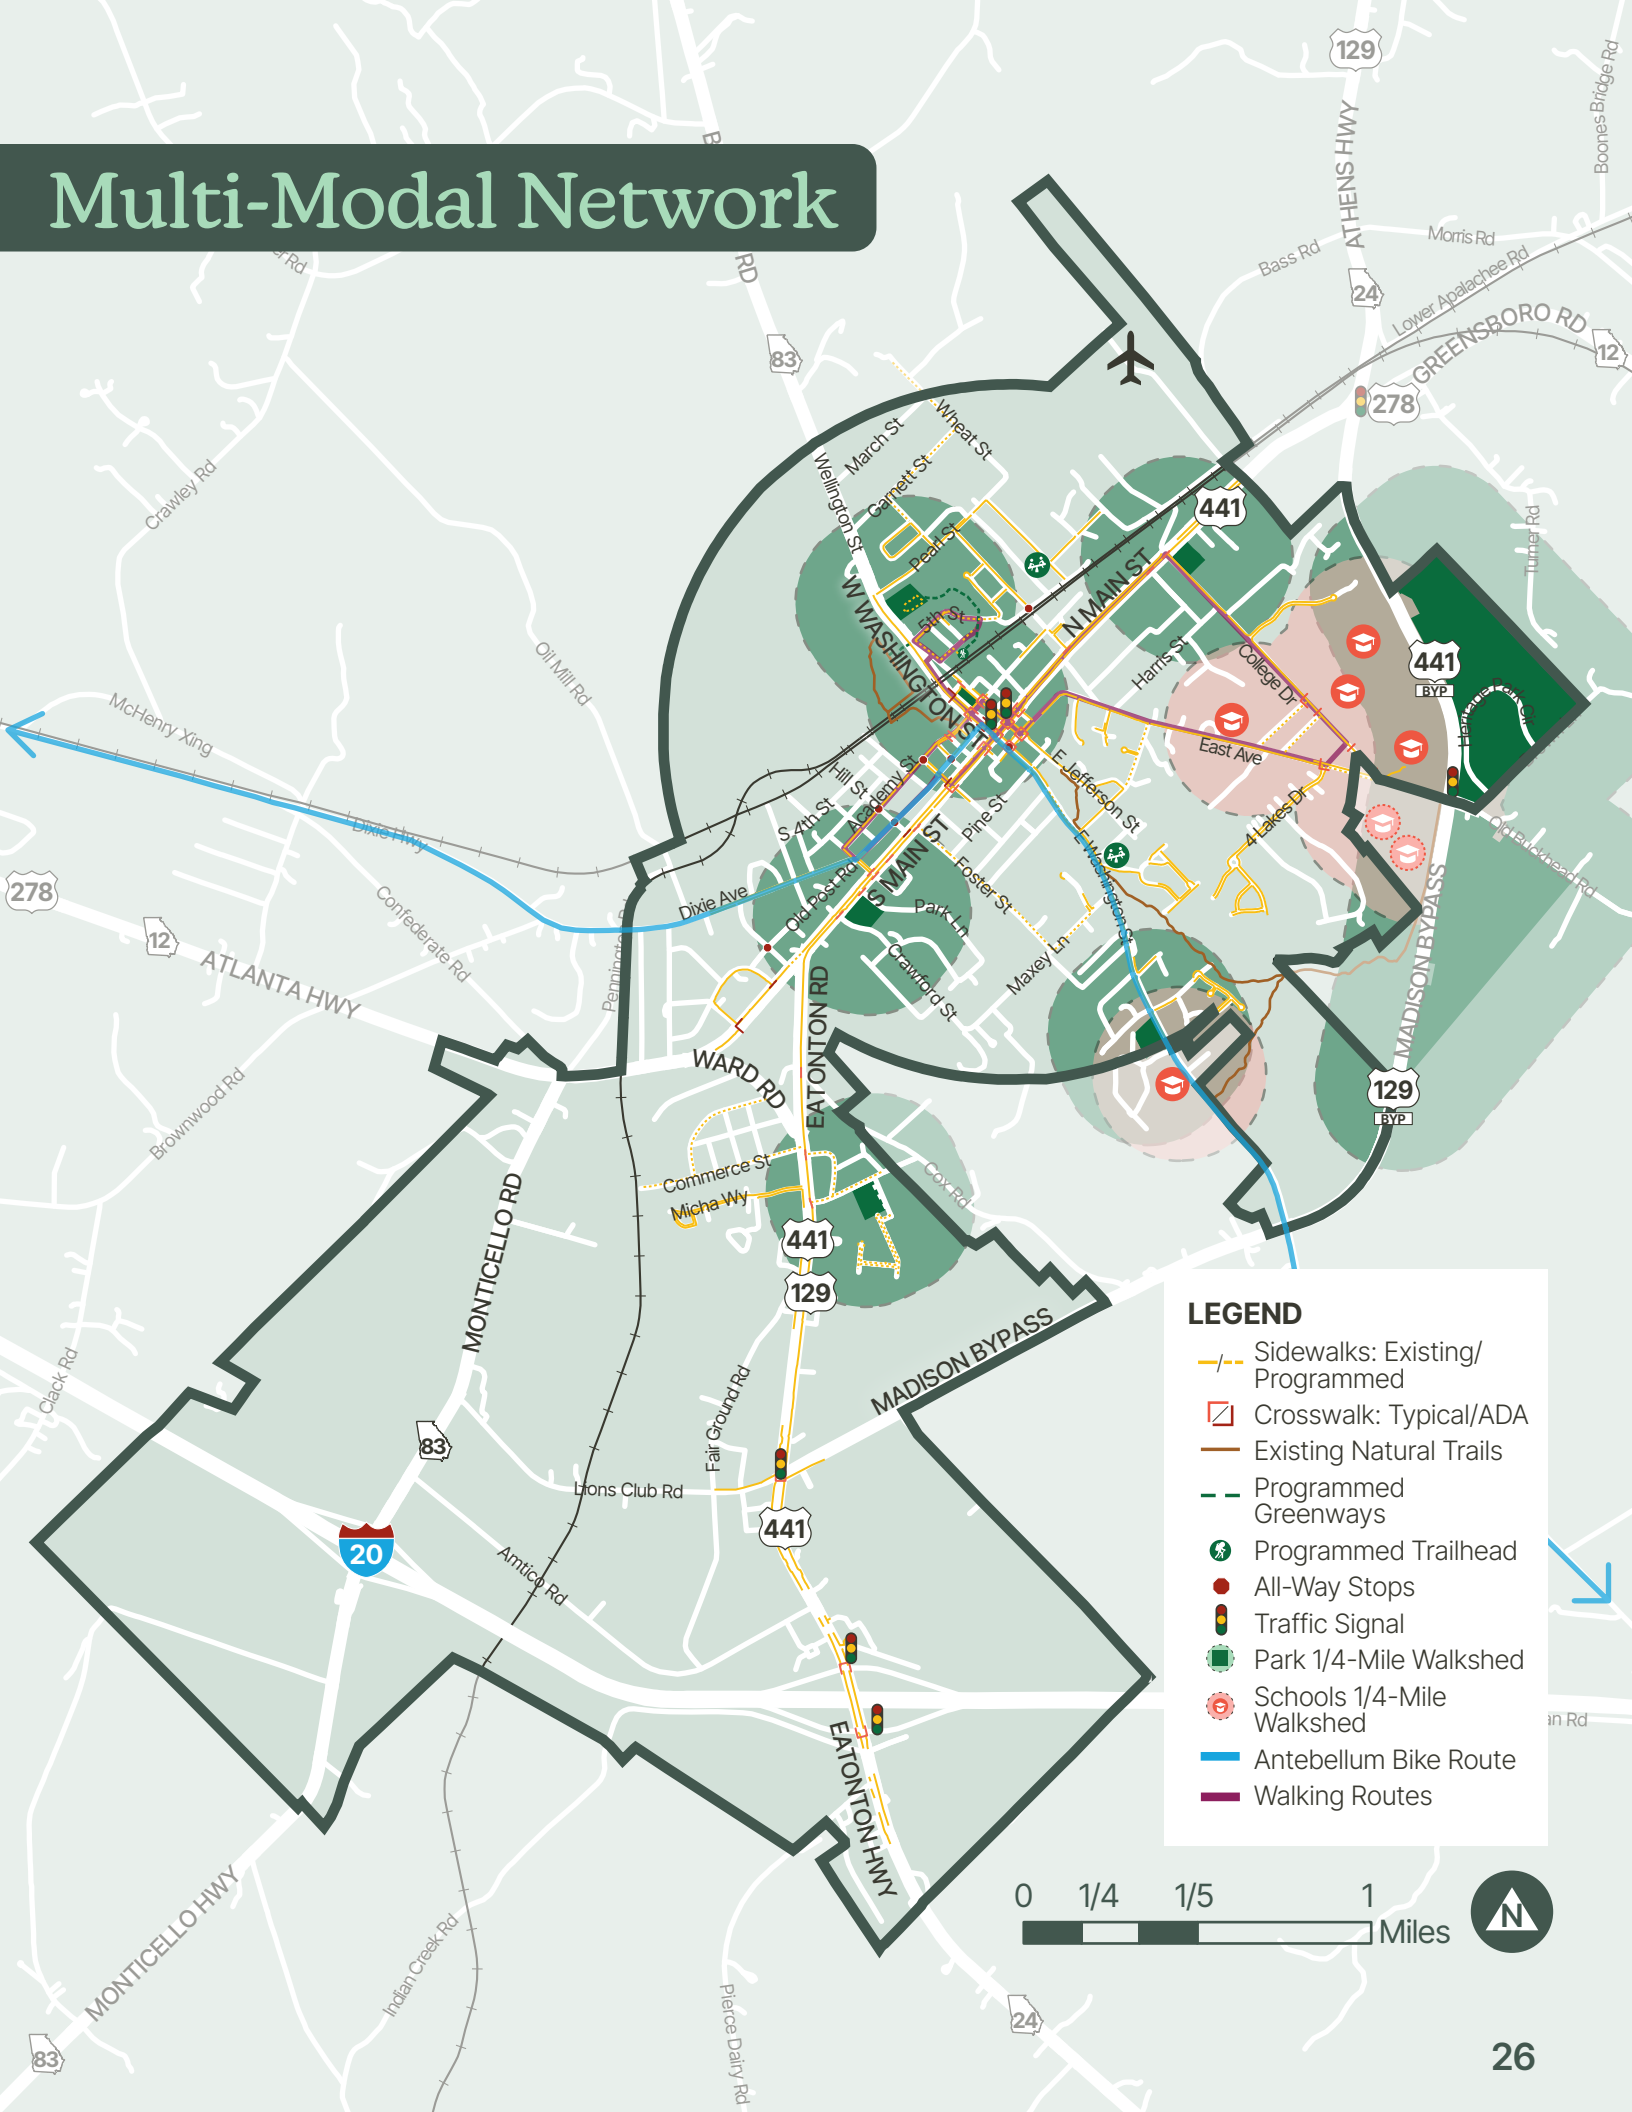 Multi-Modal Network
129
ATHENS HWY
Boones Bridge Rd
Bass Rd
Morris Rd
24
Lower Apalachee Rd
GREENSBORO RD
12
RD
83
278
Wheat St
March St
Garnett St
Wellington St
Crawley Rd
441
Pearl St
Turner Rd
W WASHINGTON ST
N MAIN ST
5th St
Harris St
College Dr
441
BYP
Oil Mill Rd
McHenry Xing
Heritage Park Cir
East Ave
E Jefferson St
Hill St
Academy St
S 4th St
Pine St
4 Lakes Dr
Dixie Hwy
S MAIN ST
E Washington St
Old Buckhead Rd
278
12
ATLANTA HWY
Confederate Rd
Dixie Ave
Old Post Rd
Foster St
Park Ln
Crawford St
Maxey Ln
MADISON BYPASS
EATONTON RD
WARD RD
129
BYP
Brownwood Rd
Commerce St
Micha Wy
Cox Rd
441
129
MONTICELLO RD
MADISON BYPASS
Clack Rd
83
Fair Ground Rd
Lions Club Rd
441
20
Amtico Rd
EATONTON HWY
MONTICELLO HWY
Indian Creek Rd
Pierce Dairy Rd
83
24
LEGEND
Sidewalks: Existing/
Programmed
Crosswalk: Typical/ADA
Existing Natural Trails
Programmed
Greenways
Programmed Trailhead
All-Way Stops
Traffic Signal
Park 1/4-Mile Walkshed
Schools 1/4-Mile
Walkshed
Antebellum Bike Route
Walking Routes
0 1/4 1/5 1
Miles
N
26